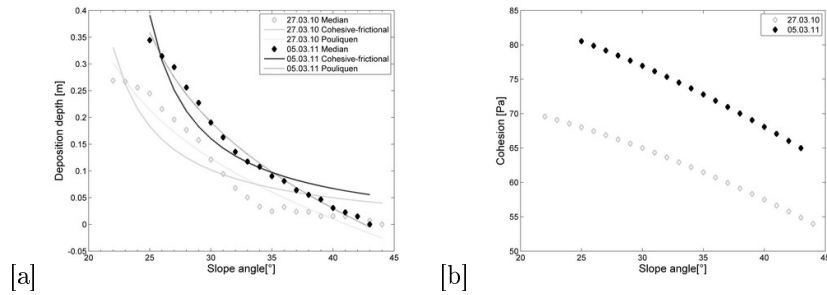 27.03.10 Median
27.03.10 Cohesive-frictional
27.03.10 Pouliquen
05.03.11 Median
05.03.11 Cohesive-frictional
05.03.11 Pouliquen
Deposition depth [m]
0.4
0.35
0.3
0.25
0.2
0.15
0.1
0.05
0
-0.05
20 25 30 35 40 45
Slope angle[°]
[a]
27.03.10
05.03.11
Cohesion [Pa]
85
80
75
70
65
60
55
50
20 25 30 35 40 45
Slope angle[°]
[b]